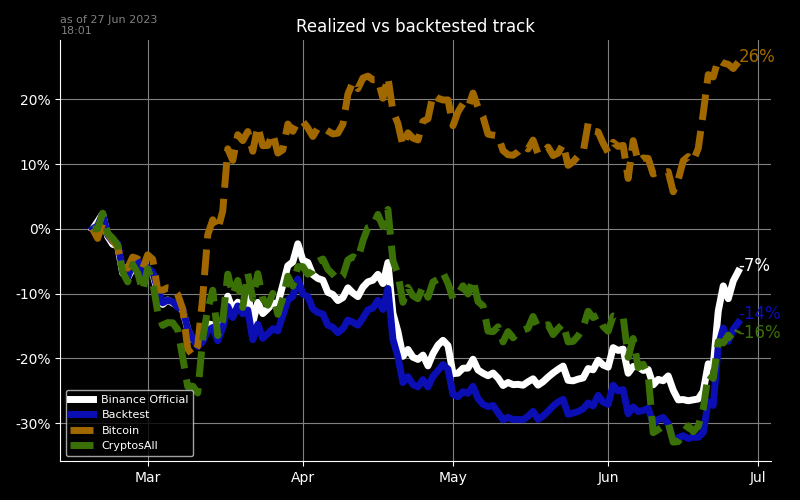 as of 27 Jun 2023
18:01
Realized vs backtested track
26%
20%
10%
0%
-7%
-10%
-14%
-16%
-20%
-30%
Binance Official
Backtest
Bitcoin
CryptosAll
Mar
Apr
May
Jun
Jul